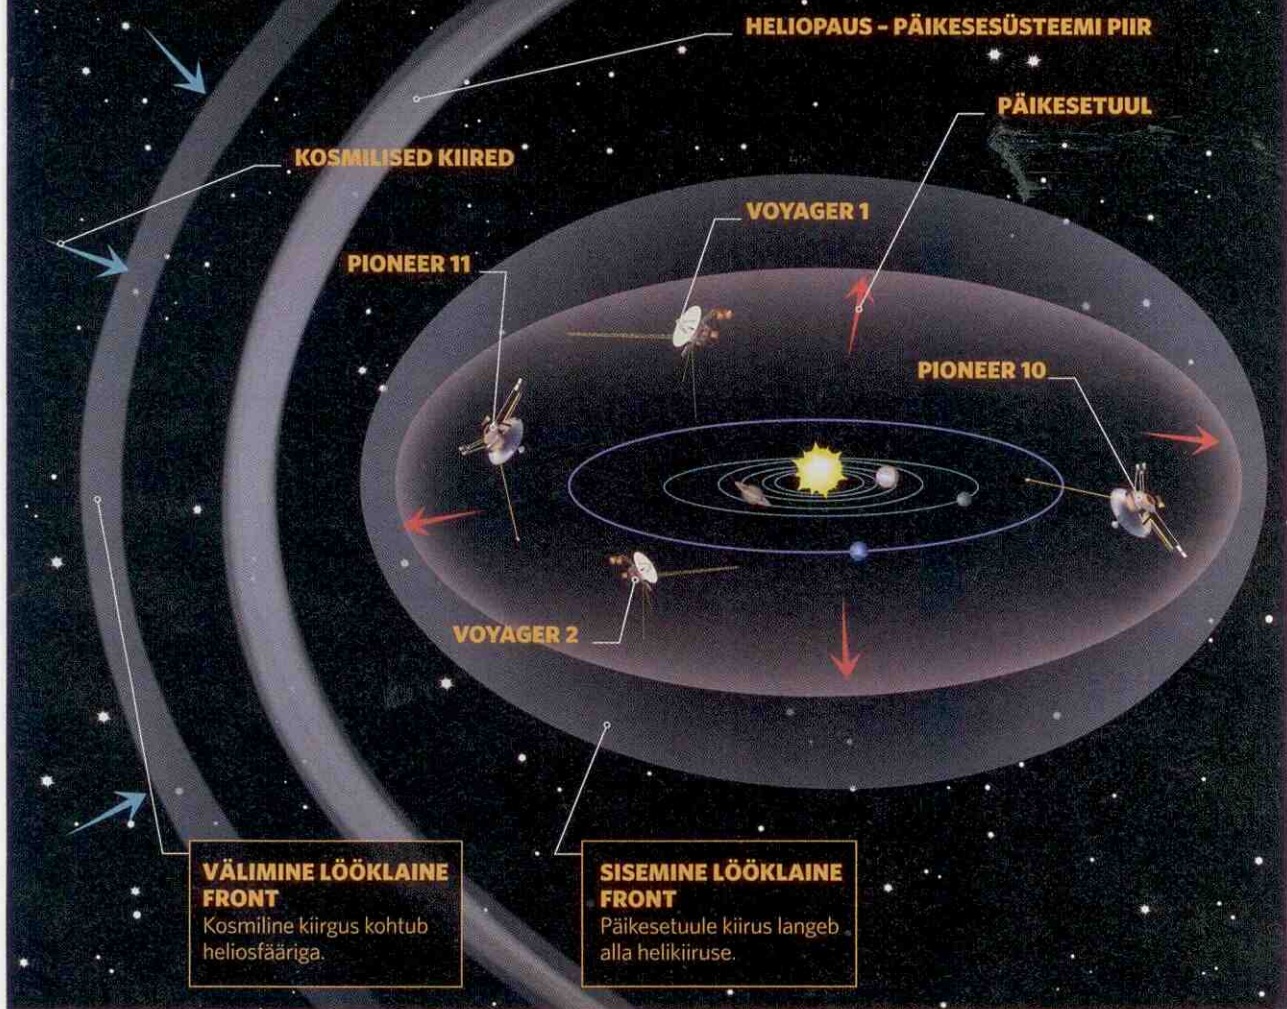 HELIOPAUS – PÄIKESESÜSTEEMI PIIR
PÄIKESETUUL
KOSMILISED KIIRED
VOYAGER 1
PIONEER 11
PIONEER 10
VOYAGER 2
VÄLIMINE LÖÖKLAINE
FRONT
Kosmiline kiirgus kohtub
heliosfääriga.
SISEMINE LÖÖKLAINE
FRONT
Päikesetuule kiirus langeb
alla helikiiruse.